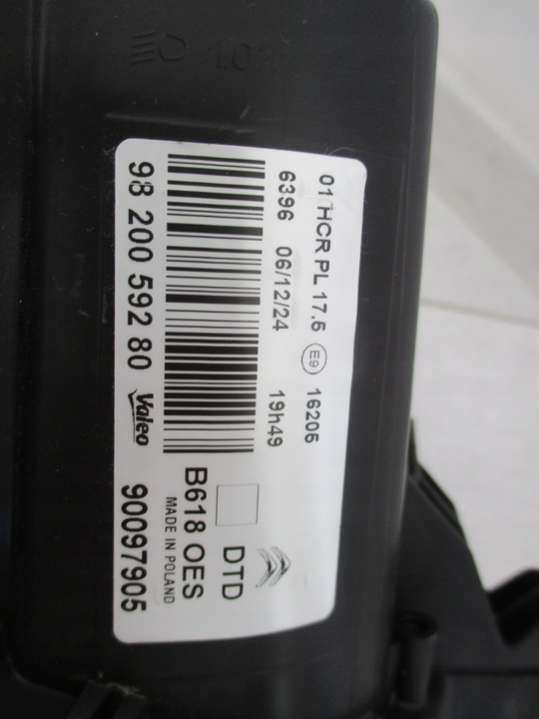 01 HCR PL 17.5 E9 16205
6396 06/12/24 19h49
98 200 592 80 Valeo
DTD
B618 OES
MADE IN POLAND
90097905